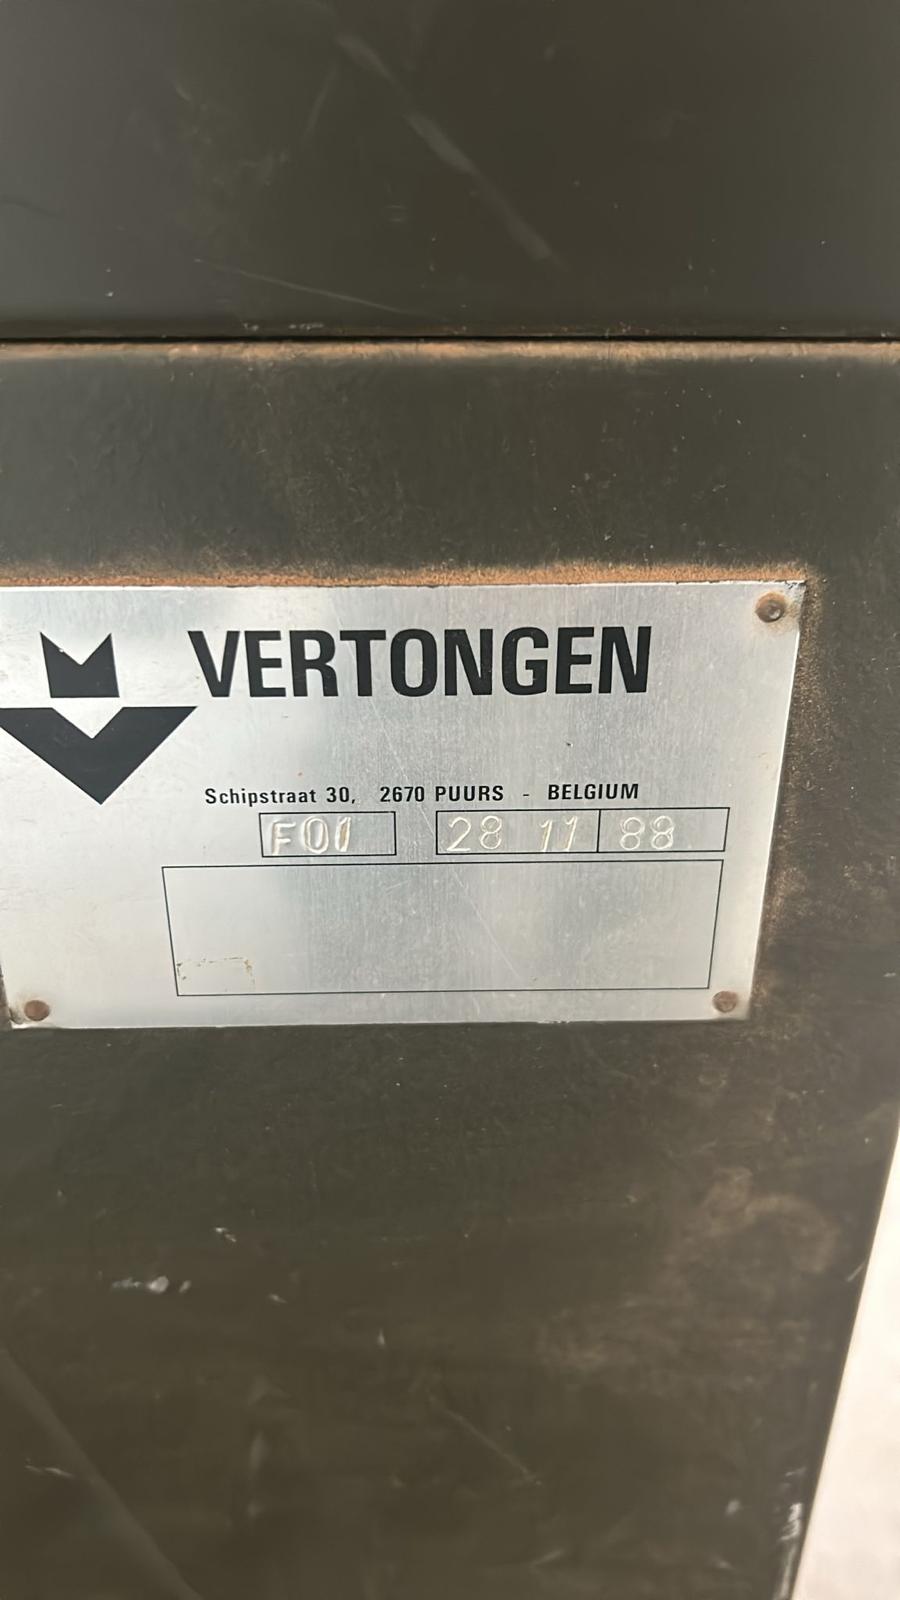 VERTONGEN
Schipstraat 30, 2670 PUURS - BELGIUM
F01 28 11 88